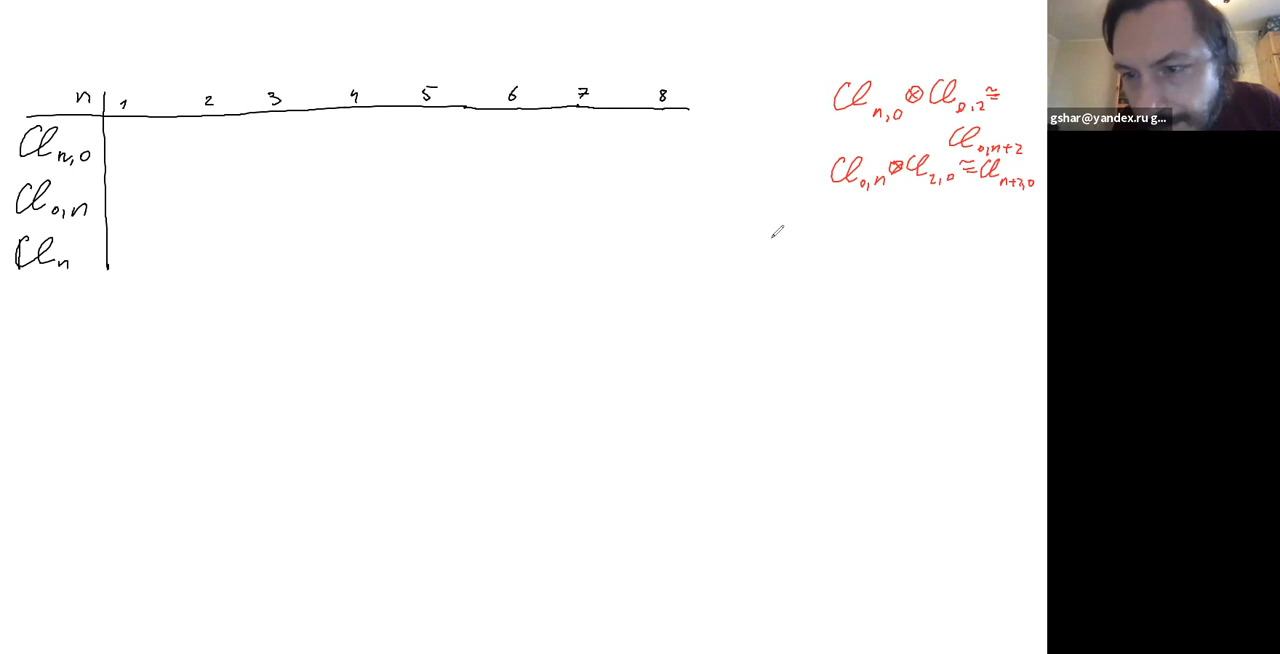 n 1 2 3 4 5 6 7 8
Cl_{n,0}
Cl_{0,n}
ℂl_n
Cl_{n,0} ⊗ Cl_{0,2} ≅
Cl_{0,n+2}
Cl_{0,n} ⊗ Cl_{2,0} ≅ Cl_{n+2,0}
gshar@yandex.ru g...